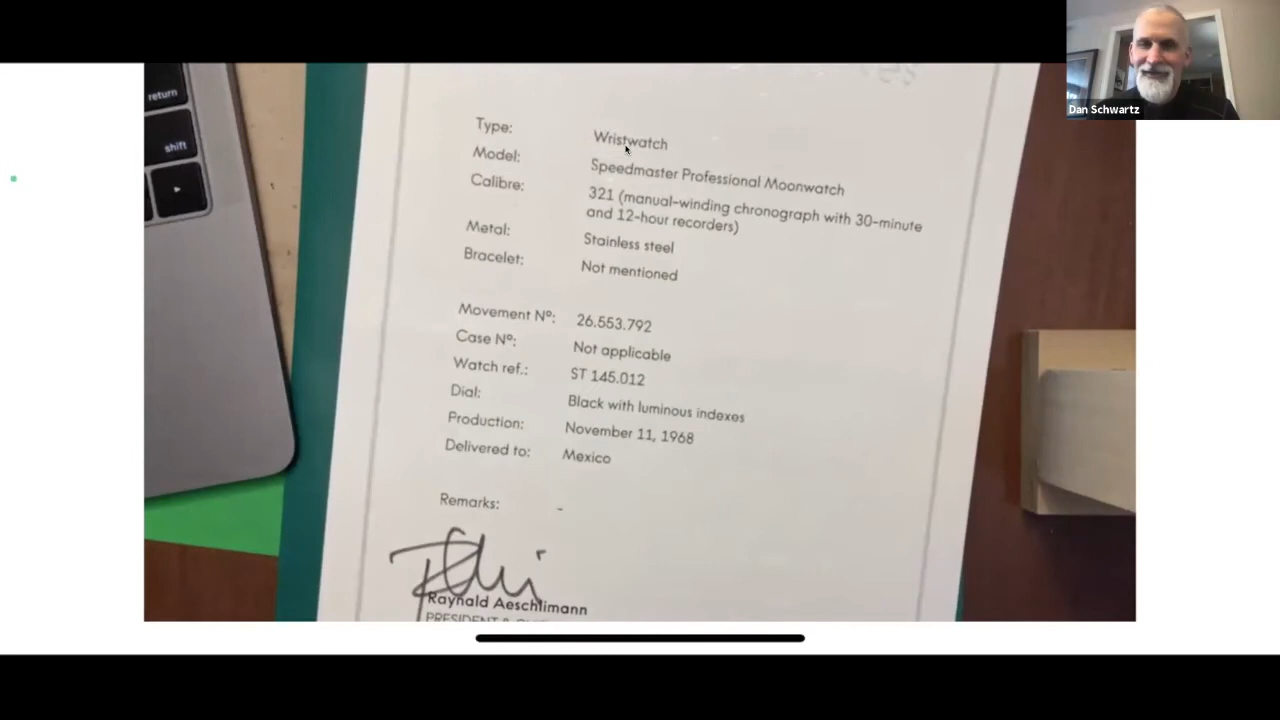 Dan Schwartz
return
shift
Type: Wristwatch
Model: Speedmaster Professional Moonwatch
Calibre: 321 (manual-winding chronograph with 30-minute
and 12-hour recorders)
Metal: Stainless steel
Bracelet: Not mentioned
Movement Nº: 26.553.792
Case Nº: Not applicable
Watch ref.: ST 145.012
Dial: Black with luminous indexes
Production: November 11, 1968
Delivered to: Mexico
Remarks: -
Raynald Aeschlimann
PRESIDENT &